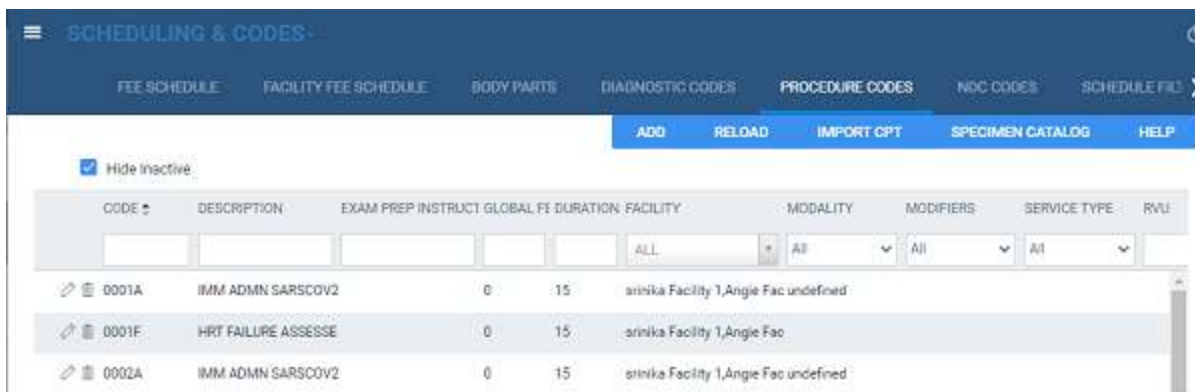 SCHEDULING & CODES-
FEE SCHEDULE FACILITY FEE SCHEDULE BODY PARTS DIAGNOSTIC CODES PROCEDURE CODES NDC CODES SCHEDULE
ADD RELOAD IMPORT CPT SPECIMEN CATALOG HELP
Hide Inactive
CODE DESCRIPTION EXAM PREP INSTRUCT GLOBAL FE DURATION FACILITY MODALITY MODIFIERS SERVICE TYPE RVU
ALL All All All
0001A IMM ADMN SARSCOV2 0 15 srinika Facility 1,Angie Fac undefined
0001F HRT FAILURE ASSESSE 0 15 srinika Facility 1,Angie Fac
0002A IMM ADMN SARSCOV2 0 15 srinika Facility 1,Angie Fac undefined